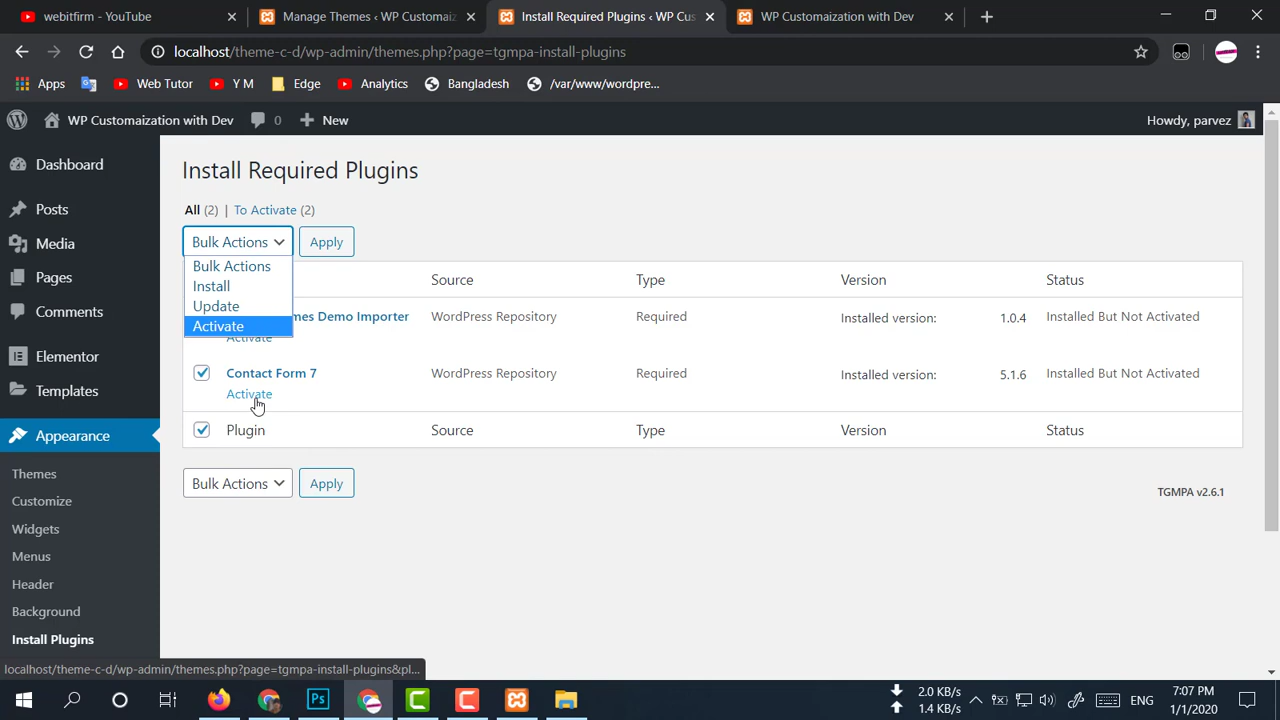 webitfirm - YouTube
Manage Themes ‹ WP Customaiz
Install Required Plugins ‹ WP Cus
WP Customaization with Dev
localhost/theme-c-d/wp-admin/themes.php?page=tgmpa-install-plugins
Apps
Web Tutor
Y M
Edge
Analytics
Bangladesh
/var/www/wordpre...
WP Customaization with Dev
0
New
Howdy, parvez
Dashboard
Posts
Media
Pages
Comments
Elementor
Templates
Appearance
Themes
Customize
Widgets
Menus
Header
Background
Install Plugins
Install Required Plugins
All (2) | To Activate (2)
Bulk Actions
Apply
Bulk Actions
Install
Update
Activate
Source
Type
Version
Status
mes Demo Importer
WordPress Repository
Required
Installed version: 1.0.4
Installed But Not Activated
Activate
Contact Form 7
WordPress Repository
Required
Installed version: 5.1.6
Installed But Not Activated
Activate
Plugin
Source
Type
Version
Status
Bulk Actions
Apply
TGMPA v2.6.1
localhost/theme-c-d/wp-admin/themes.php?page=tgmpa-install-plugins&pl...
Ps
2.0 KB/s
1.4 KB/s
ENG
7:07 PM
1/1/2020